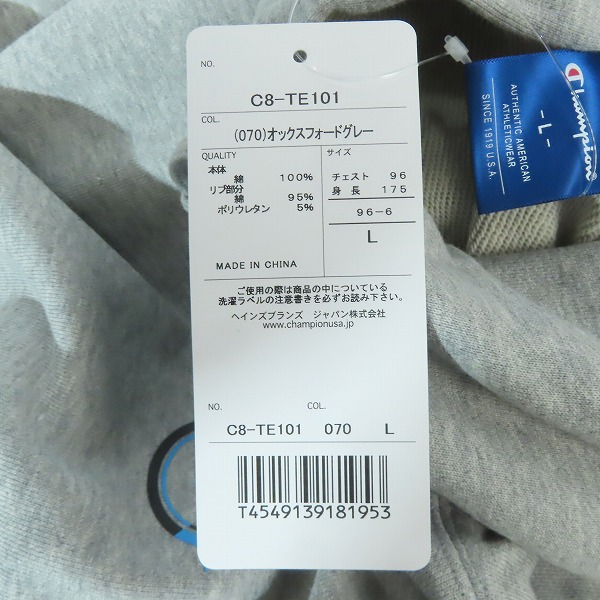 NO.
C8-TE101
COL.
(070)オックスフォードグレー
QUALITY
本体
綿 100%
リブ部分
綿 95%
ポリウレタン 5%
MADE IN CHINA
サイズ
チェスト 96
身長 175
96-6
L
ご使用の際は商品の中についている
洗濯ラベルの注意書きを必ずお読み下さい。
ヘインズブランズ ジャパン株式会社
www.championusa.jp
NO. COL.
C8-TE101 070 L
T4549139181953
Champion
AUTHENTIC AMERICAN
ATHLETICWEAR
SINCE 1919 U.S.A.
- L -